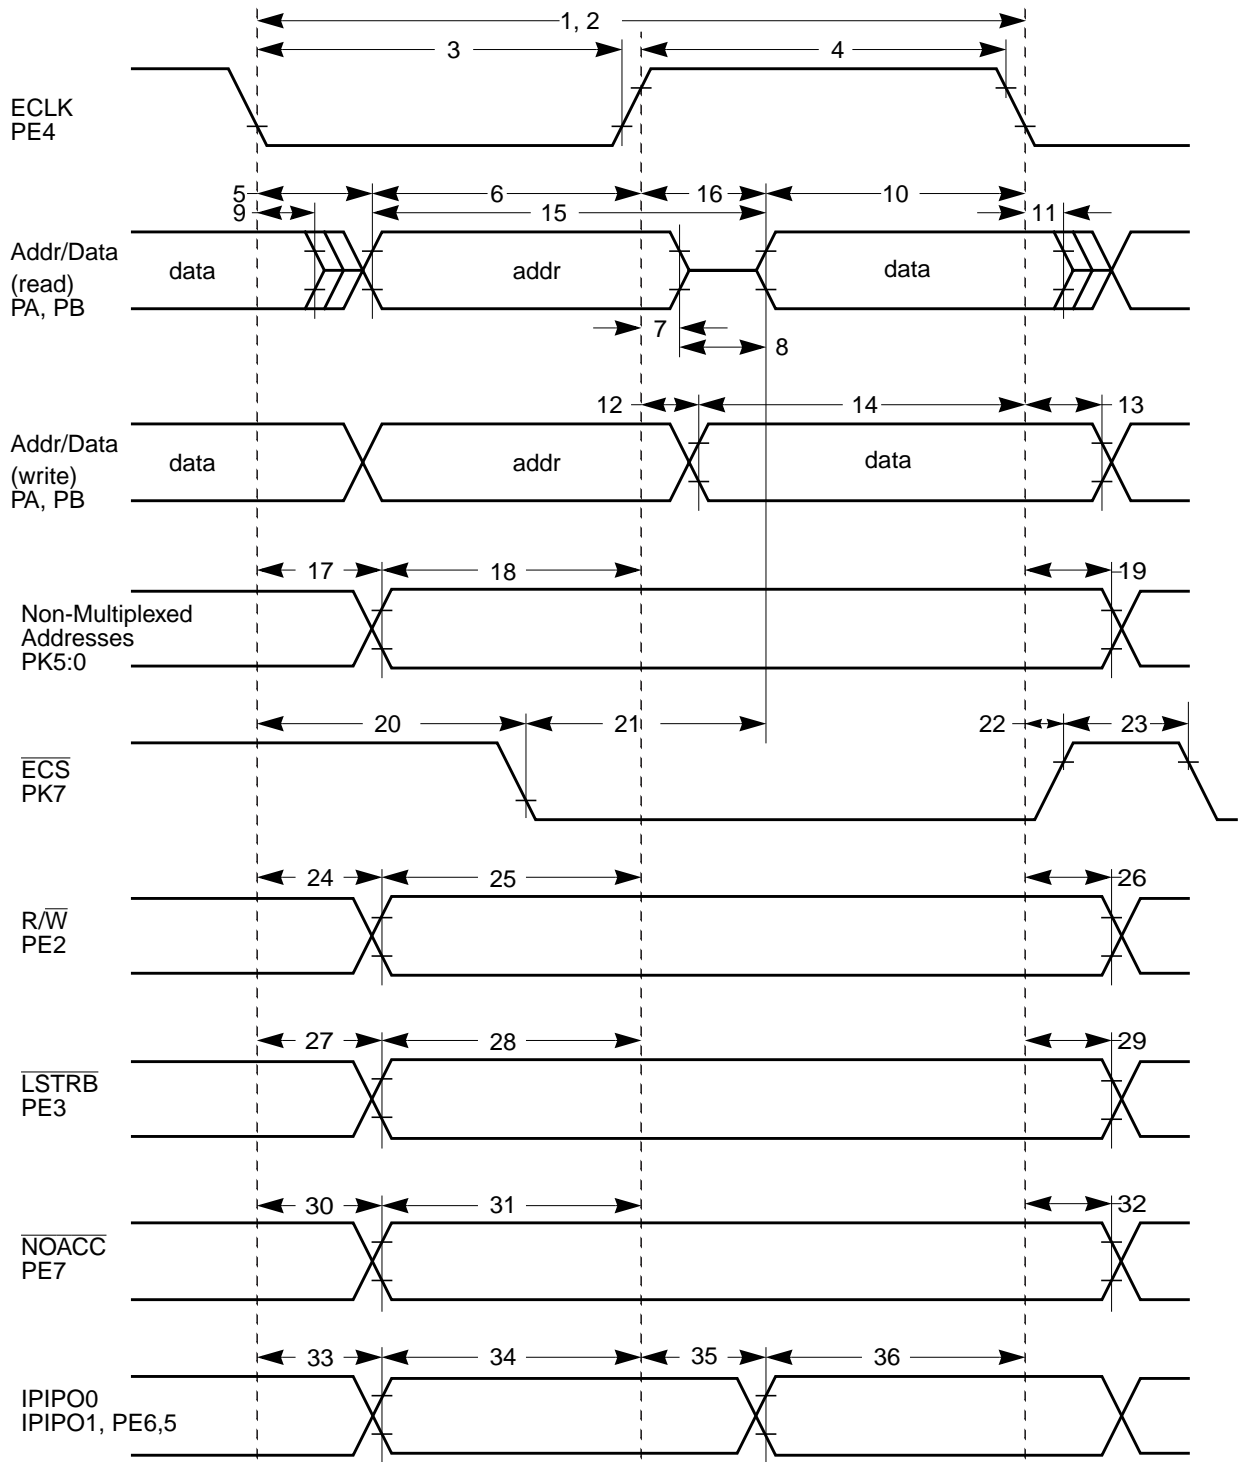 1, 2
3
4
ECLK
PE4
5
6
16
10
9
15
11
Addr/Data
(read)
PA, PB
data
addr
data
7
8
12
14
13
Addr/Data
(write)
PA, PB
data
addr
data
17
18
19
Non-Multiplexed
Addresses
PK5:0
20
21
22
23
ECS
PK7
24
25
26
R/W
PE2
27
28
29
LSTRB
PE3
30
31
32
NOACC
PE7
33
34
35
36
IPIPO0
IPIPO1, PE6,5